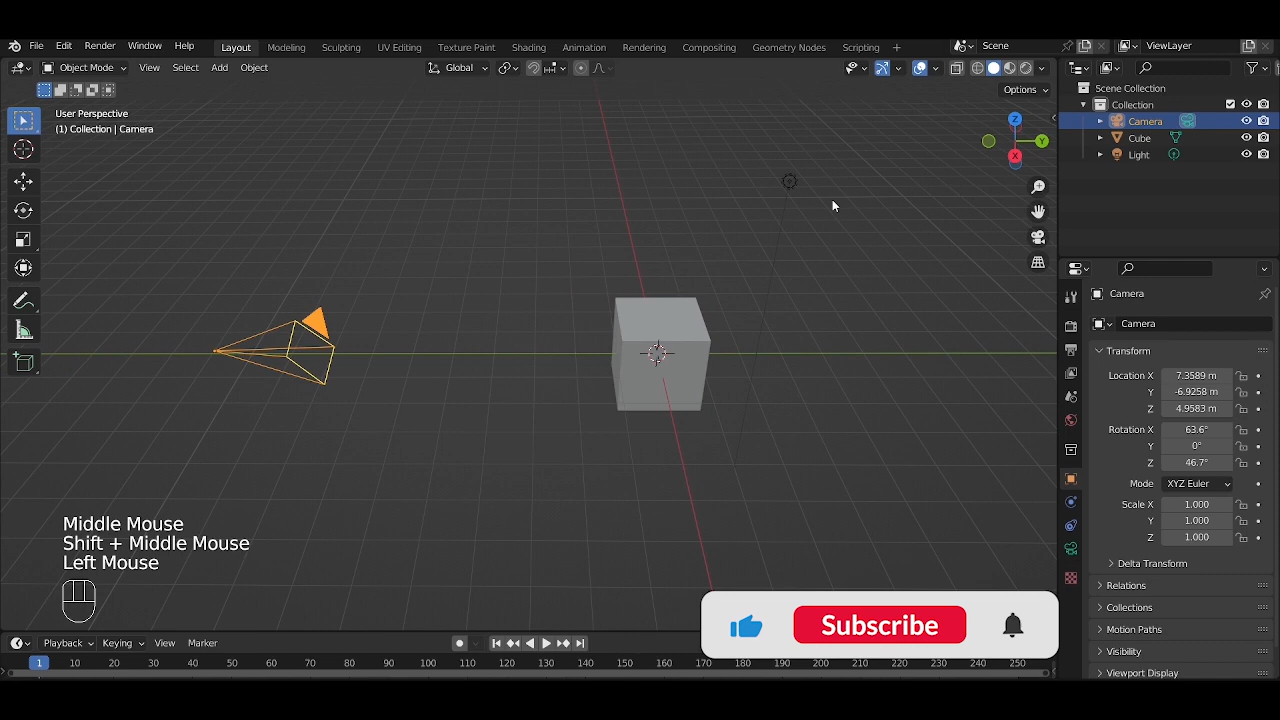 File Edit Render Window Help Layout Modeling Sculpting UV Editing Texture Paint Shading Animation Rendering Compositing Geometry Nodes Scripting + Scene ViewLayer
Object Mode View Select Add Object Global
Options
User Perspective
(1) Collection | Camera
Z
Y
X
Scene Collection
Collection
Camera
Cube
Light
Camera
Camera
Transform
Location X 7.3589 m
Y -6.9258 m
Z 4.9583 m
Rotation X 63.6°
Y 0°
Z 46.7°
Mode XYZ Euler
Scale X 1.000
Y 1.000
Z 1.000
Delta Transform
Relations
Collections
Motion Paths
Visibility
Viewport Display
Middle Mouse
Shift + Middle Mouse
Left Mouse
Subscribe
Playback Keying View Marker
1 10 20 30 40 50 60 70 80 90 100 110 120 130 140 150 160 170 180 190 200 210 220 230 240 250